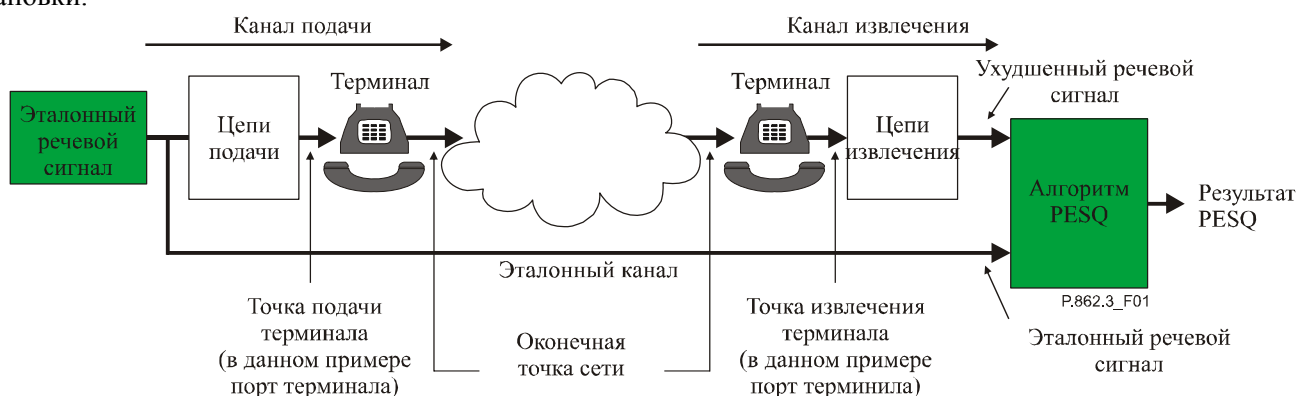 ановки.
Канал подачи
Канал извлечения
Терминал
Терминал
Ухудшенный речевой
сигнал
Эталонный
речевой
сигнал
Цепи
подачи
Цепи
извлечения
Алгоритм
PESQ
Результат
PESQ
Эталонный канал
P.862.3_F01
Точка подачи
терминала
(в данном примере
порт терминала)
Оконечная
точка сети
Точка извлечения
терминала
(в данном примере
порт терминила)
Эталонный речевой
сигнал